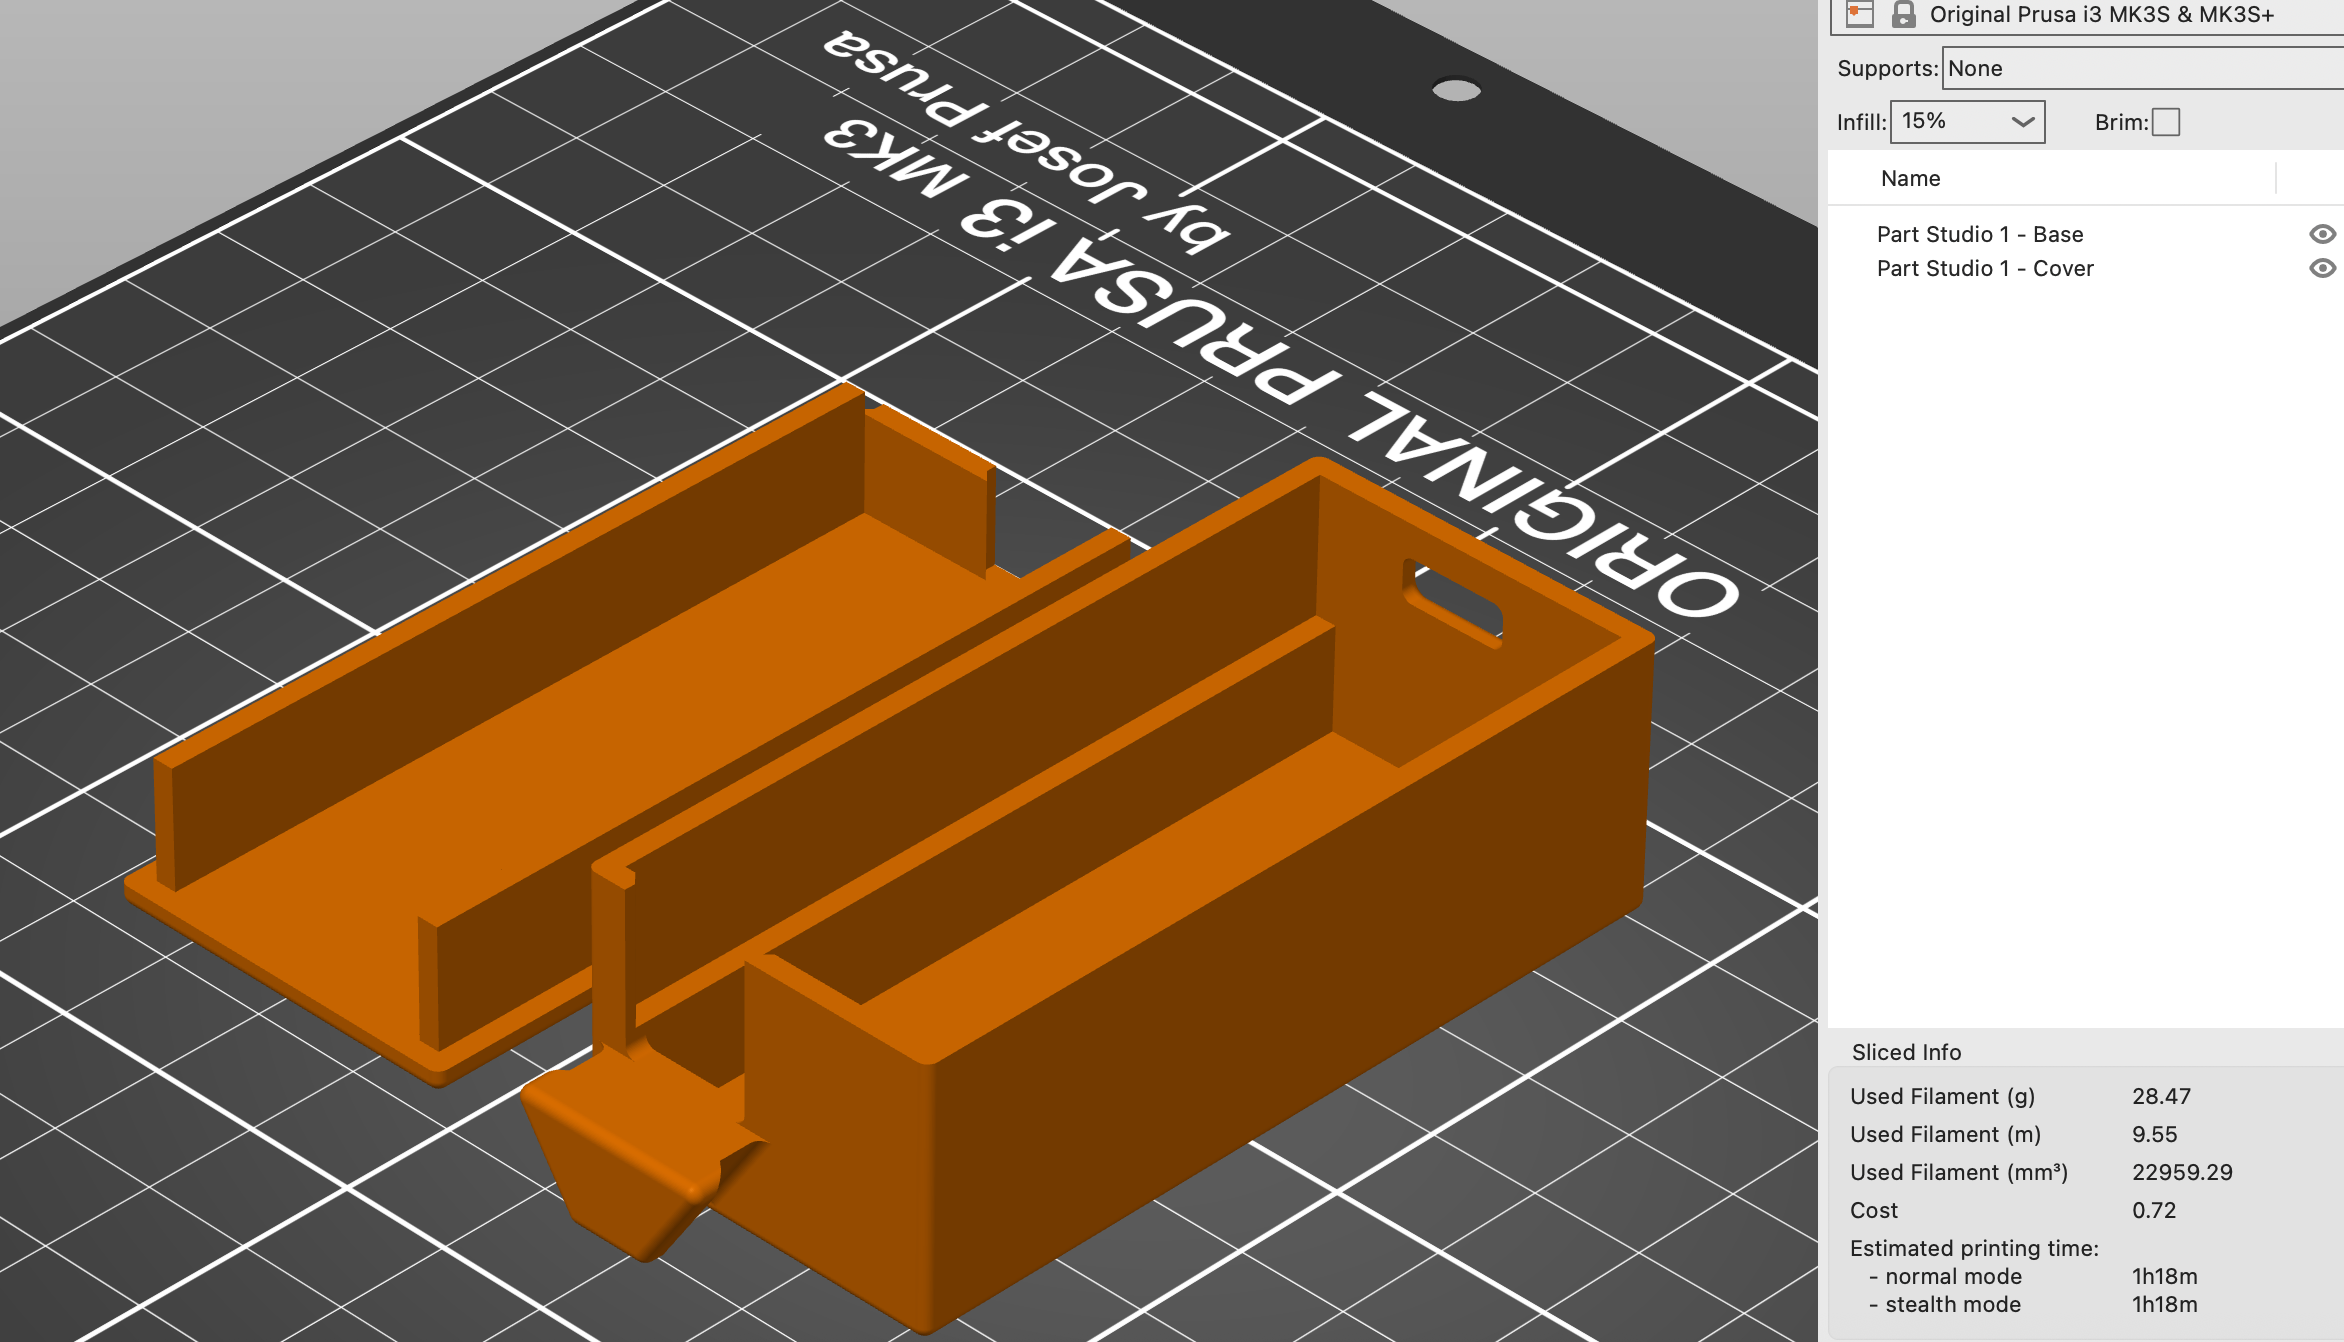 ORIGINAL PRUSA i3 MK3
by Josef Prusa
Original Prusa i3 MK3S & MK3S+
Supports: None
Infill: 15% Brim:
Name
Part Studio 1 - Base
Part Studio 1 - Cover
Sliced Info
Used Filament (g) 28.47
Used Filament (m) 9.55
Used Filament (mm³) 22959.29
Cost 0.72
Estimated printing time:
- normal mode 1h18m
- stealth mode 1h18m